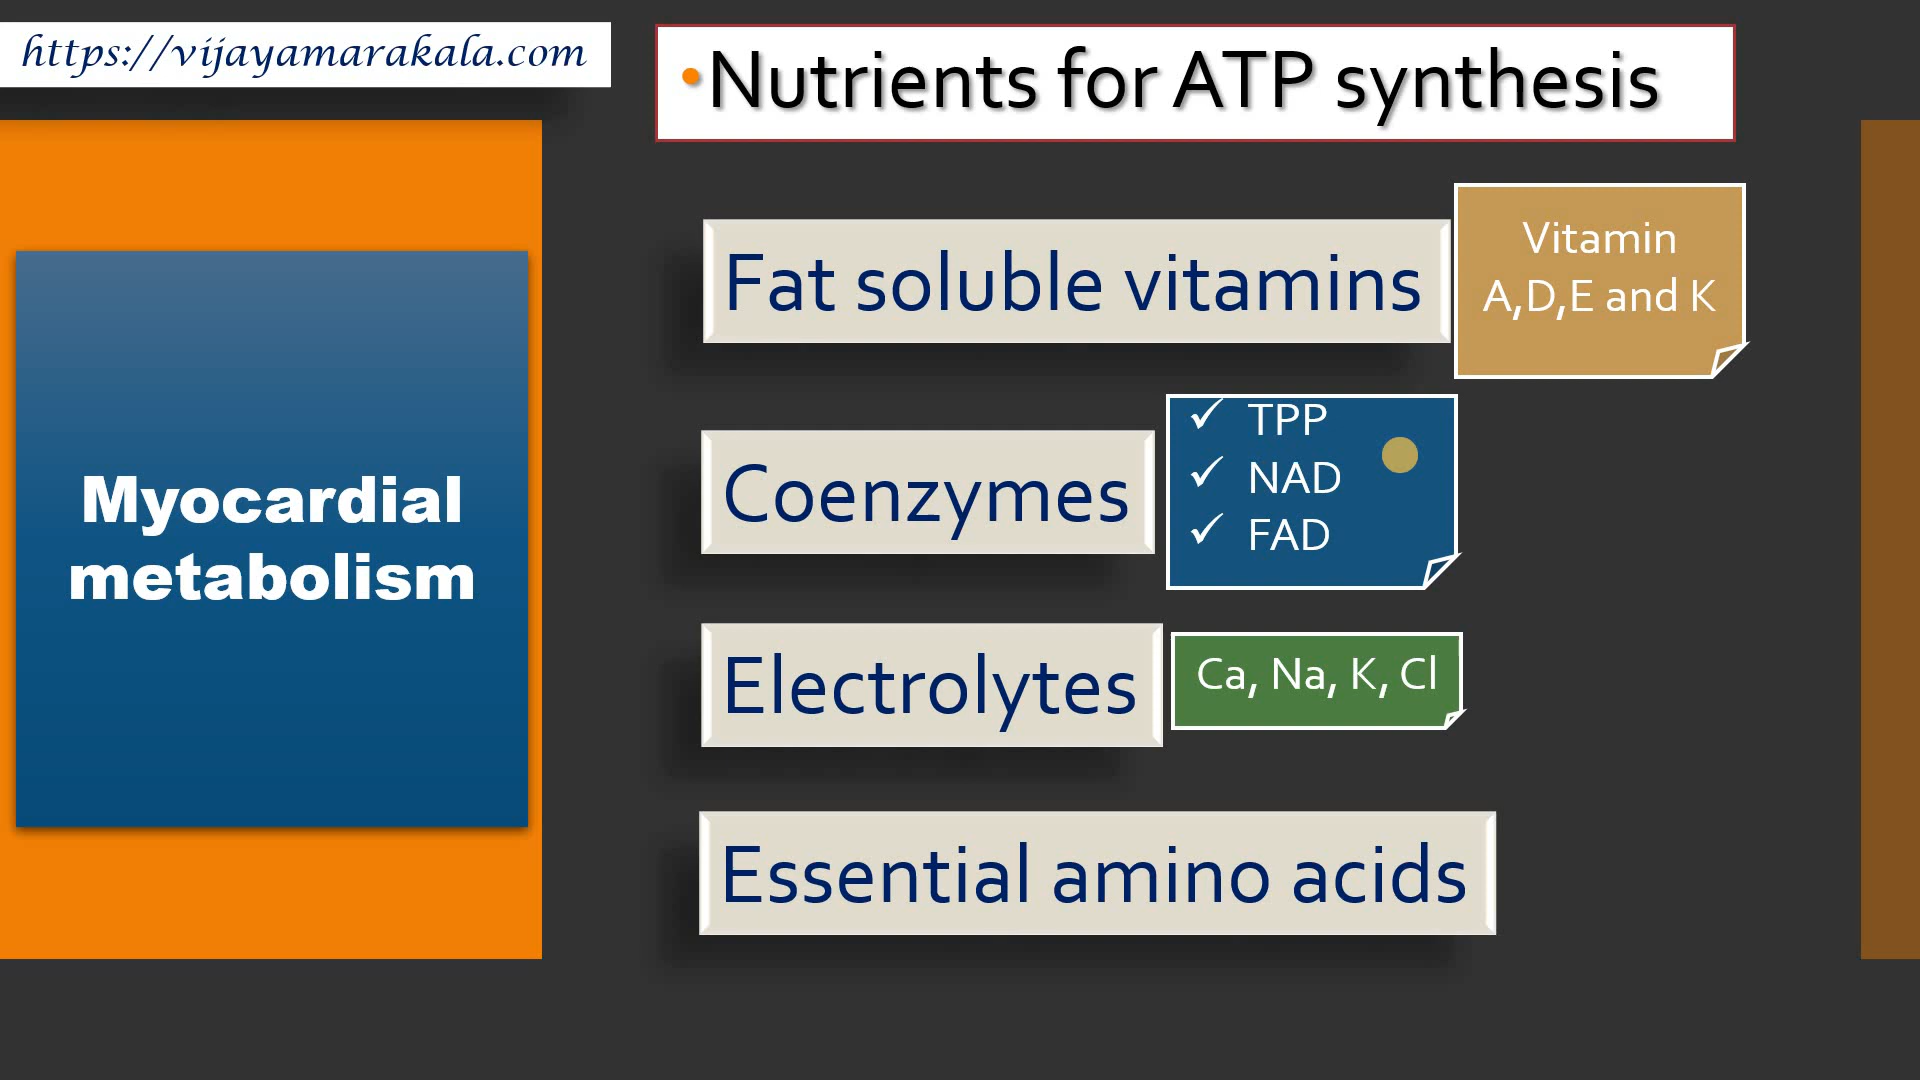 https://vijayamarakala.com
•Nutrients for ATP synthesis
Myocardial
metabolism
Fat soluble vitamins
Vitamin
A,D,E and K
Coenzymes
✓ TPP
✓ NAD
✓ FAD
Electrolytes
Ca, Na, K, Cl
Essential amino acids